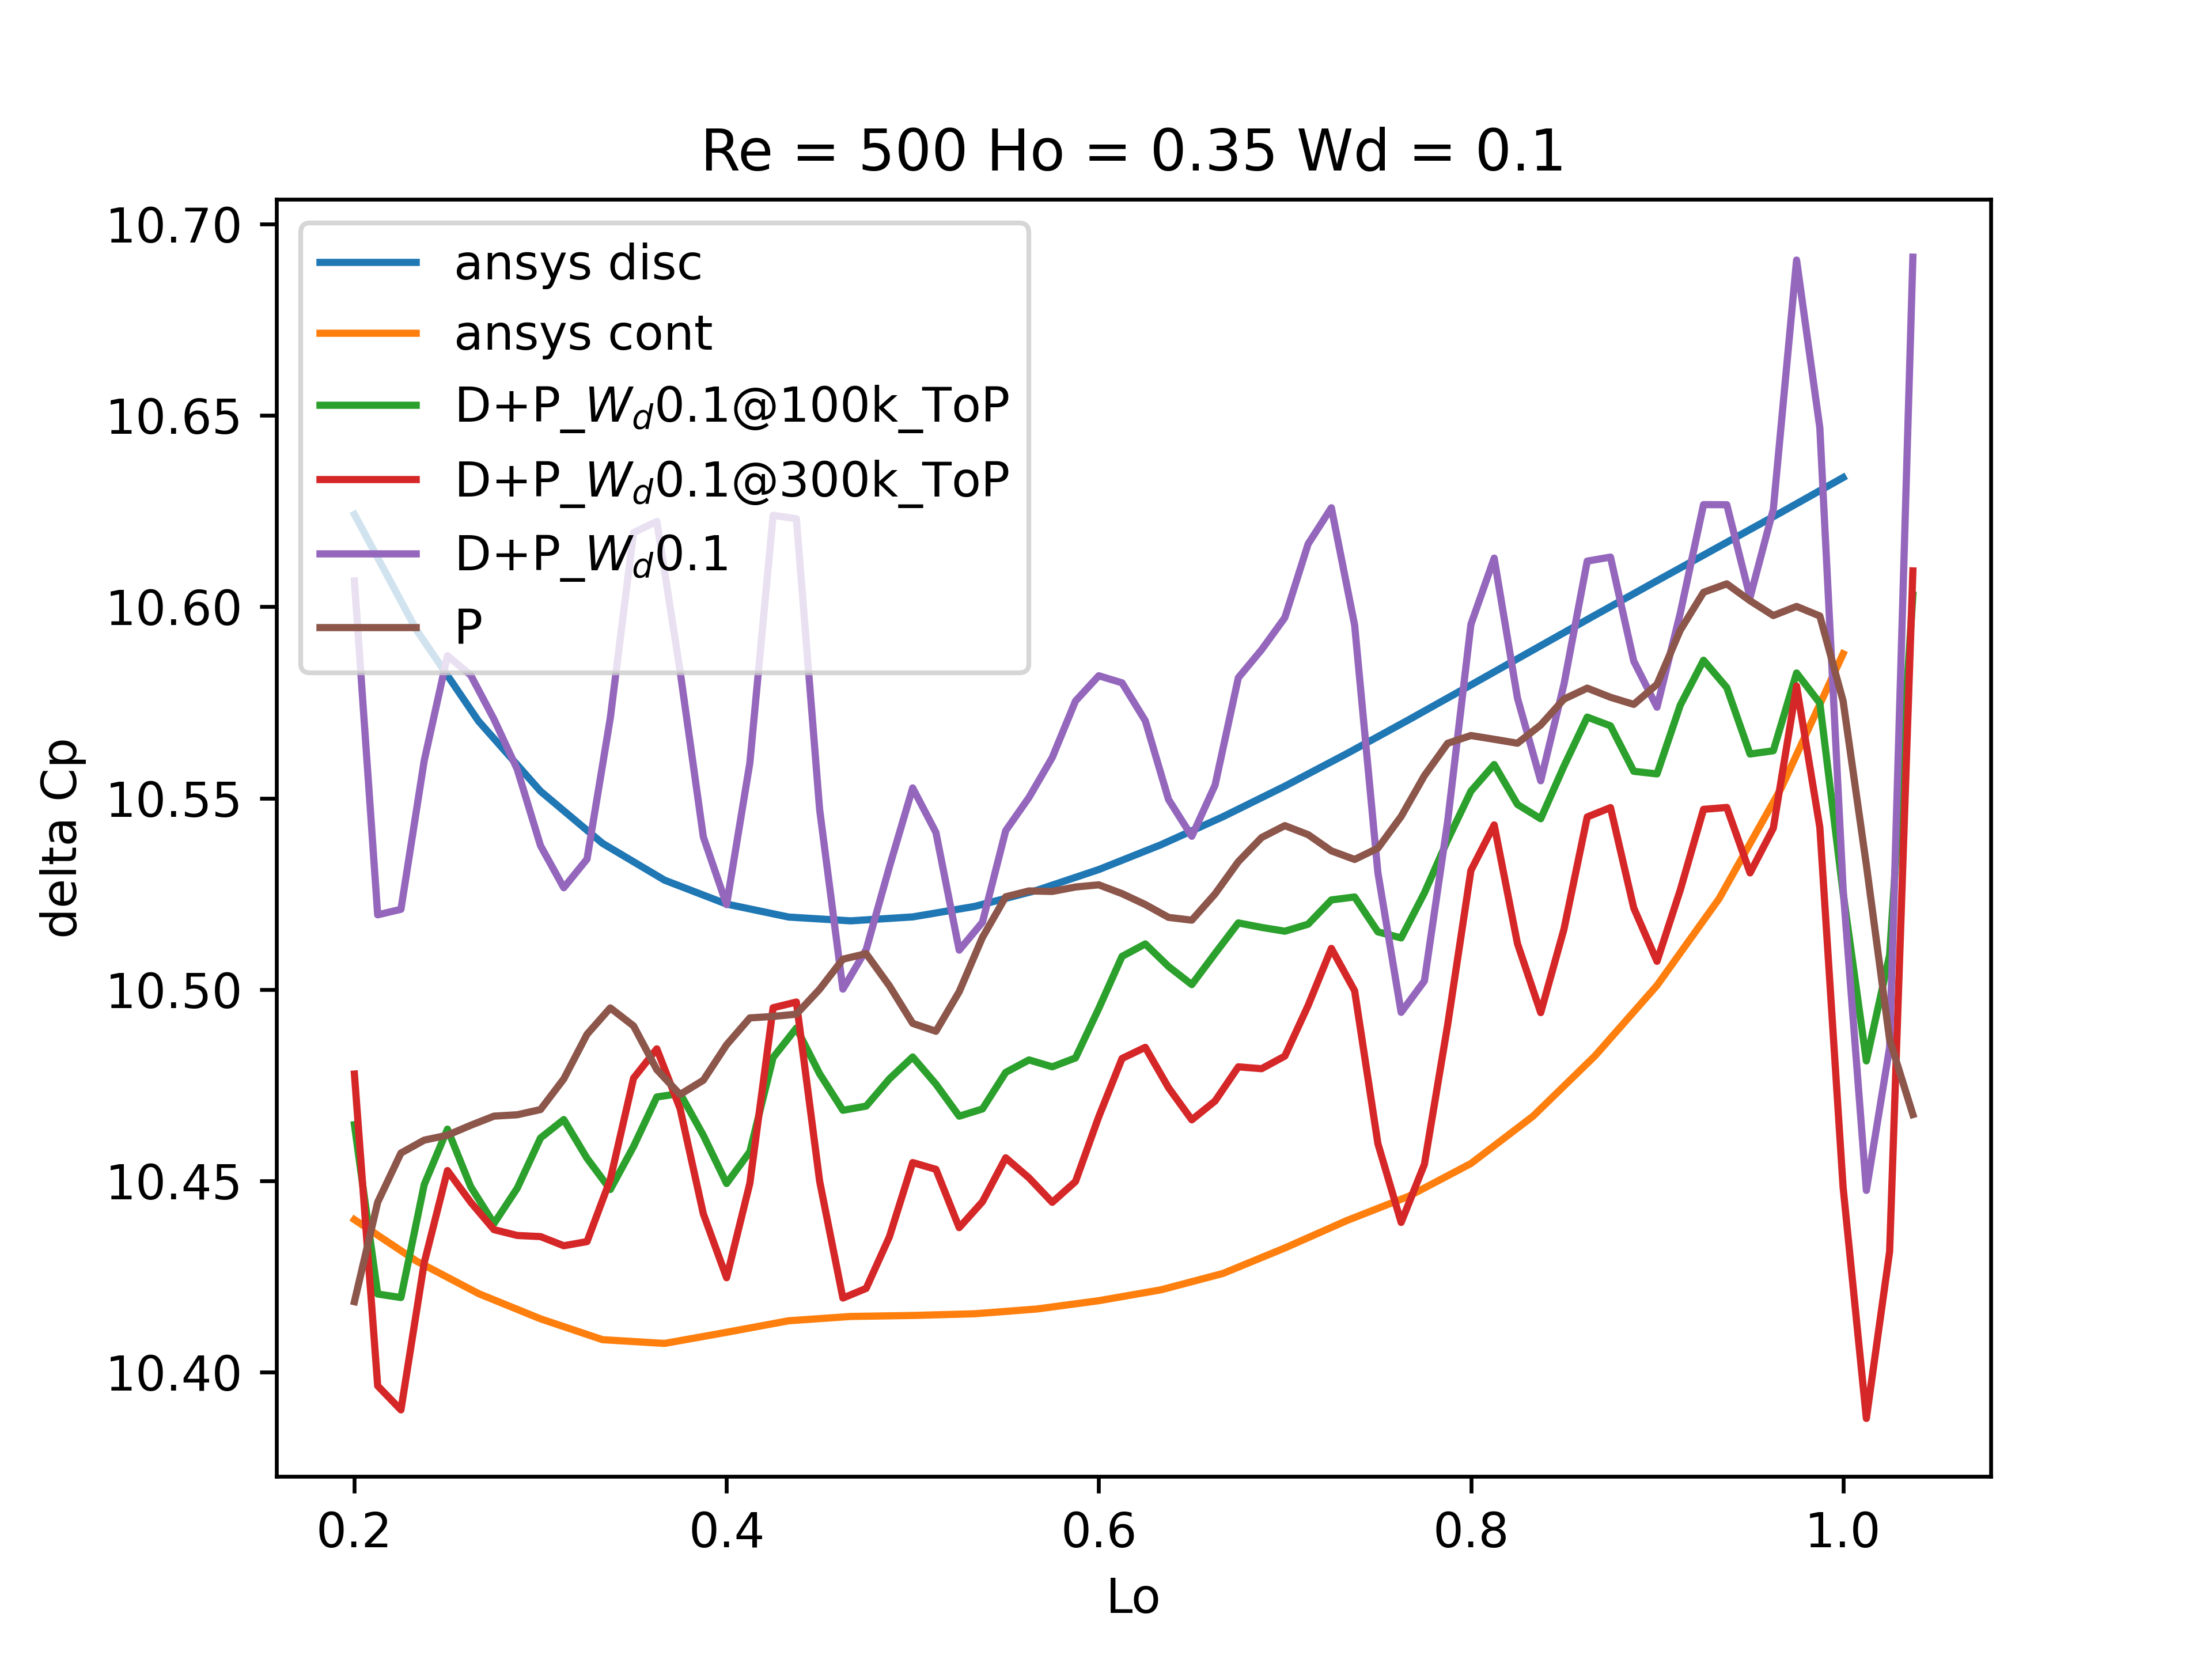 Re = 500 Ho = 0.35 Wd = 0.1
10.70
10.65
10.60
10.55
10.50
10.45
10.40
delta Cp
ansys disc
ansys cont
D+P_W_d0.1@100k_ToP
D+P_W_d0.1@300k_ToP
D+P_W_d0.1
P
0.2 0.4 0.6 0.8 1.0
Lo